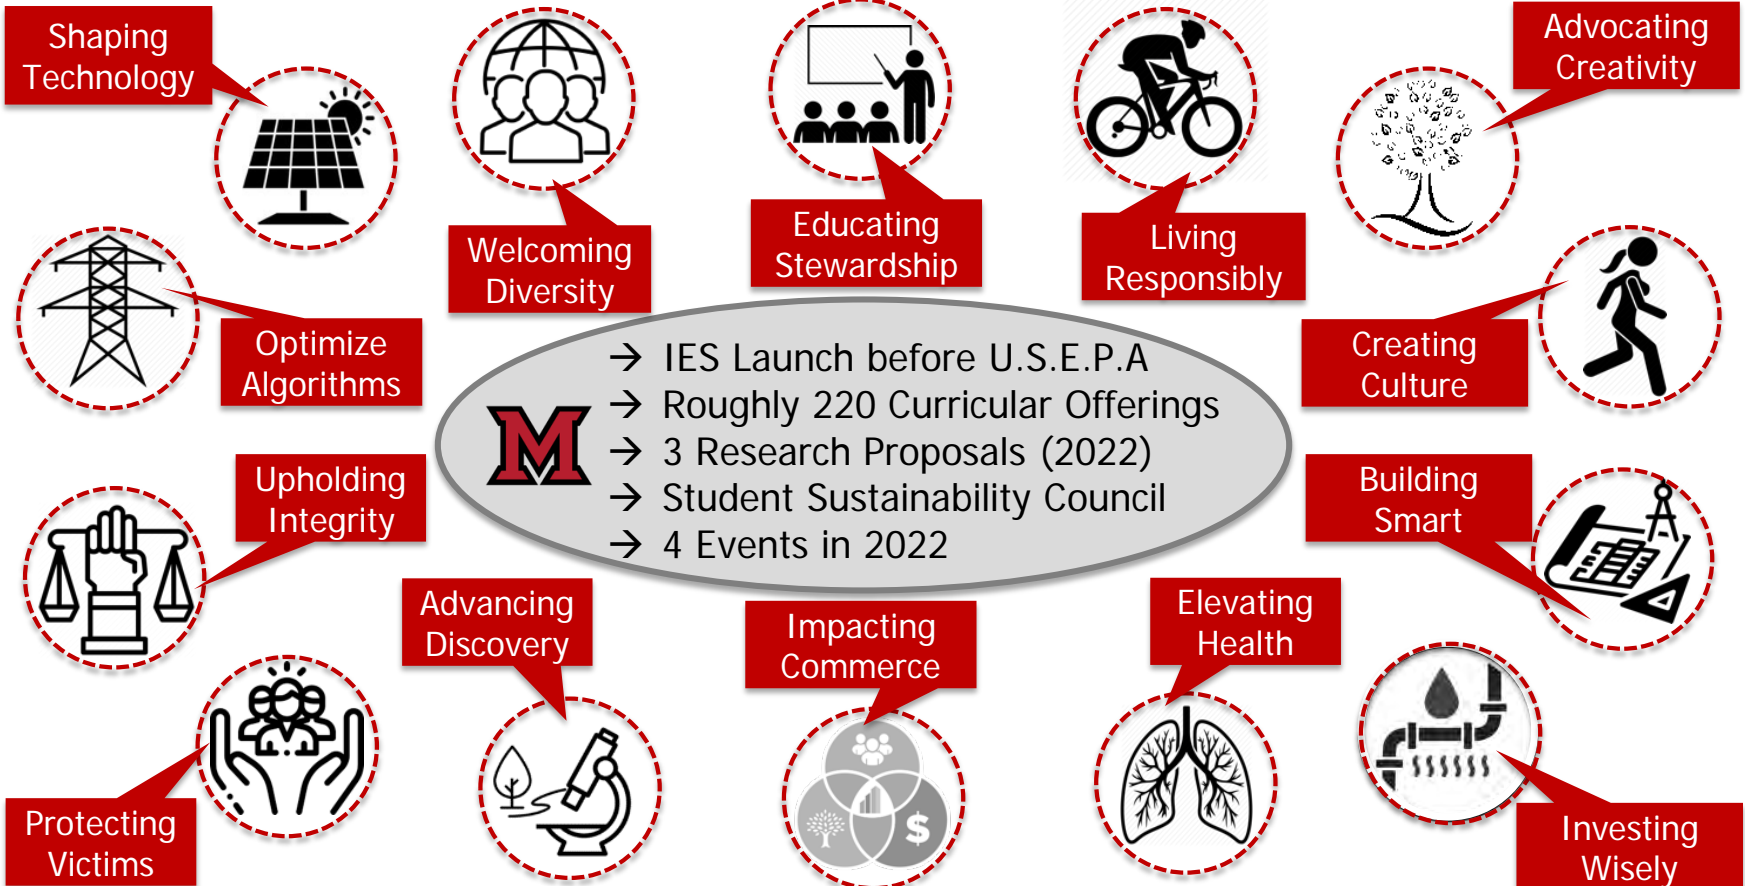 Shaping
Technology
Welcoming
Diversity
Educating
Stewardship
Living
Responsibly
Advocating
Creativity
Optimize
Algorithms
Creating
Culture
→ IES Launch before U.S.E.P.A
→ Roughly 220 Curricular Offerings
→ 3 Research Proposals (2022)
→ Student Sustainability Council
→ 4 Events in 2022
M
Upholding
Integrity
Building
Smart
Protecting
Victims
Advancing
Discovery
Impacting
Commerce
$
Elevating
Health
Investing
Wisely